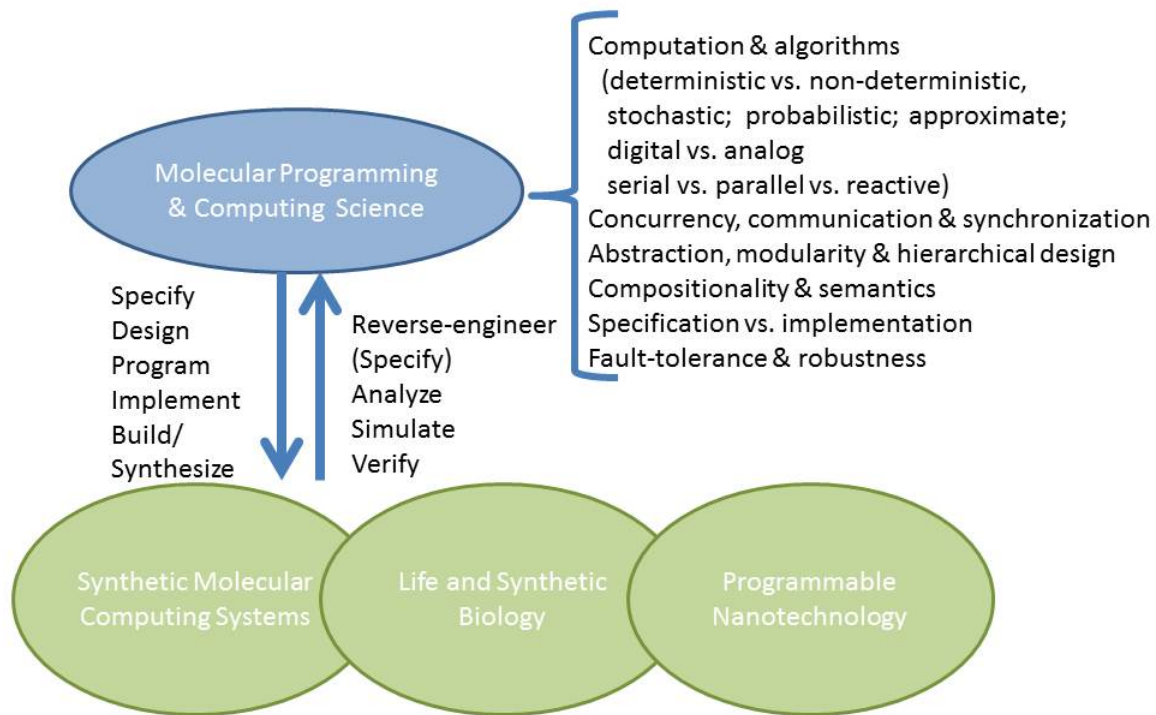 Molecular Programming
& Computing Science
Computation & algorithms
(deterministic vs. non-deterministic,
stochastic; probabilistic; approximate;
digital vs. analog
serial vs. parallel vs. reactive)
Concurrency, communication & synchronization
Abstraction, modularity & hierarchical design
Compositionality & semantics
Specification vs. implementation
Fault-tolerance & robustness
Specify
Design
Program
Implement
Build/
Synthesize
Reverse-engineer
(Specify)
Analyze
Simulate
Verify
Synthetic Molecular
Computing Systems
Life and Synthetic
Biology
Programmable
Nanotechnology